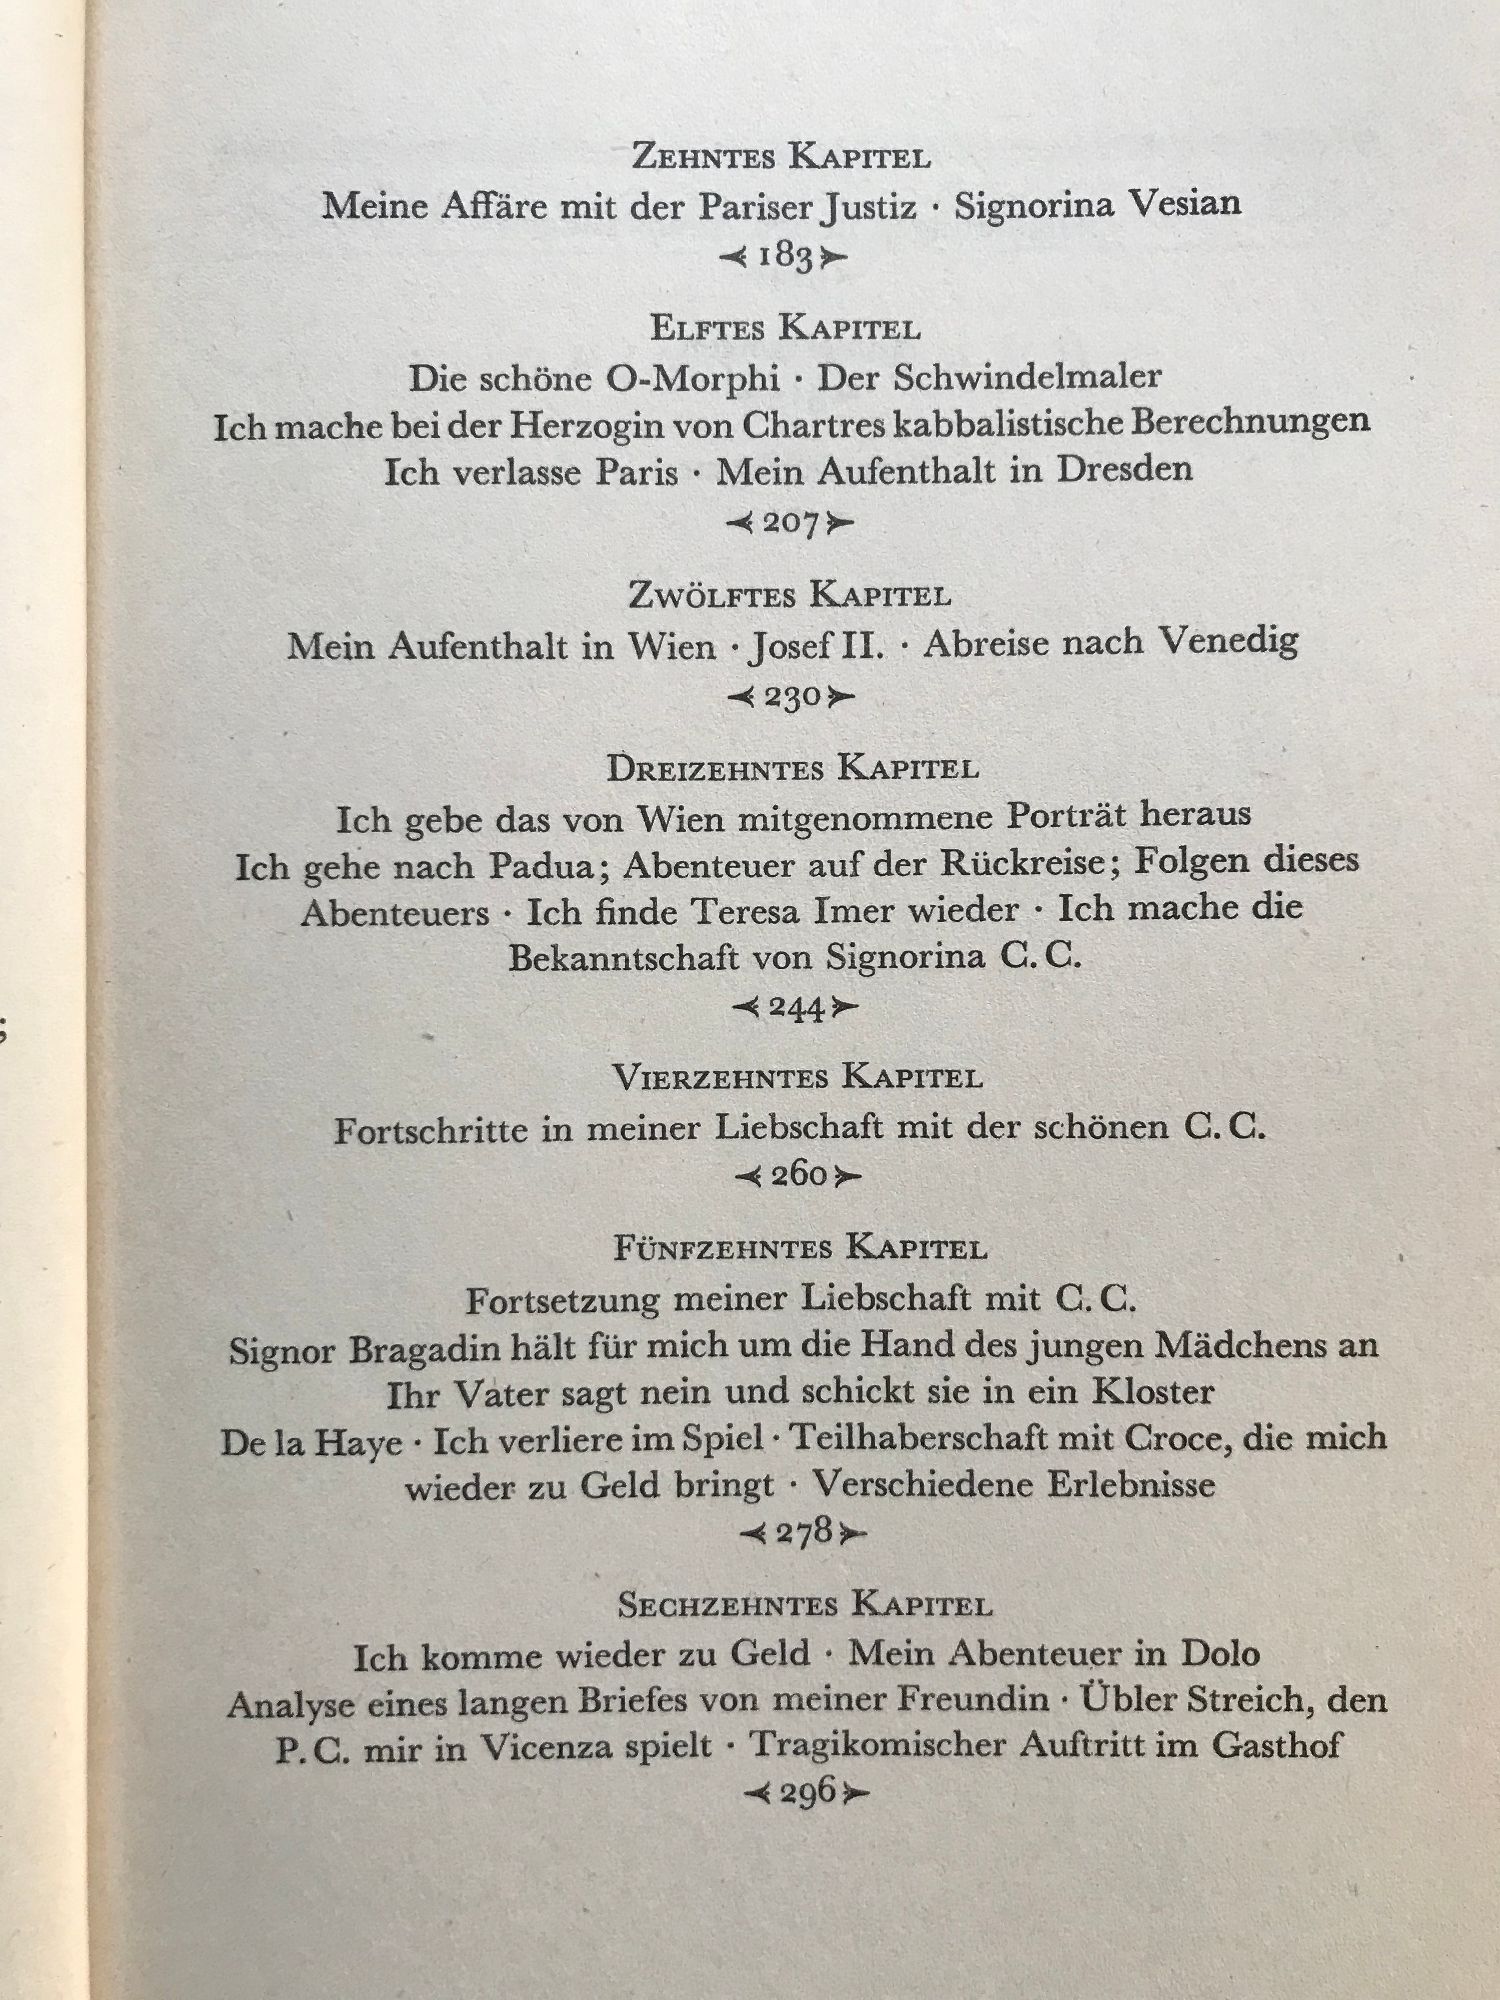 Zehntes Kapitel
Meine Affäre mit der Pariser Justiz · Signorina Vesian
183
Elftes Kapitel
Die schöne O-Morphi · Der Schwindelmaler
Ich mache bei der Herzogin von Chartres kabbalistische Berechnungen
Ich verlasse Paris · Mein Aufenthalt in Dresden
207
Zwölftes Kapitel
Mein Aufenthalt in Wien · Josef II. · Abreise nach Venedig
230
Dreizehntes Kapitel
Ich gebe das von Wien mitgenommene Porträt heraus
Ich gehe nach Padua; Abenteuer auf der Rückreise; Folgen dieses
Abenteuers · Ich finde Teresa Imer wieder · Ich mache die
Bekanntschaft von Signorina C. C.
244
Vierzehntes Kapitel
Fortschritte in meiner Liebschaft mit der schönen C. C.
260
Fünfzehntes Kapitel
Fortsetzung meiner Liebschaft mit C. C.
Signor Bragadin hält für mich um die Hand des jungen Mädchens an
Ihr Vater sagt nein und schickt sie in ein Kloster
De la Haye · Ich verliere im Spiel · Teilhaberschaft mit Croce, die mich
wieder zu Geld bringt · Verschiedene Erlebnisse
278
Sechzehntes Kapitel
Ich komme wieder zu Geld · Mein Abenteuer in Dolo
Analyse eines langen Briefes von meiner Freundin · Übler Streich, den
P. C. mir in Vicenza spielt · Tragikomischer Auftritt im Gasthof
296